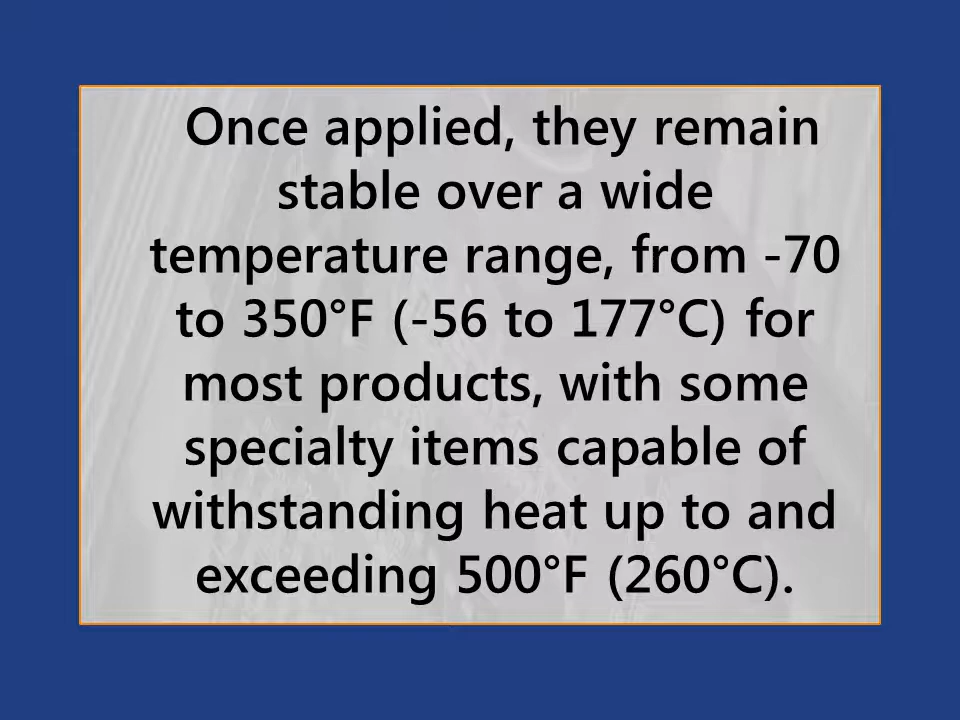 Once applied, they remain
stable over a wide
temperature range, from -70
to 350°F (-56 to 177°C) for
most products, with some
specialty items capable of
withstanding heat up to and
exceeding 500°F (260°C).